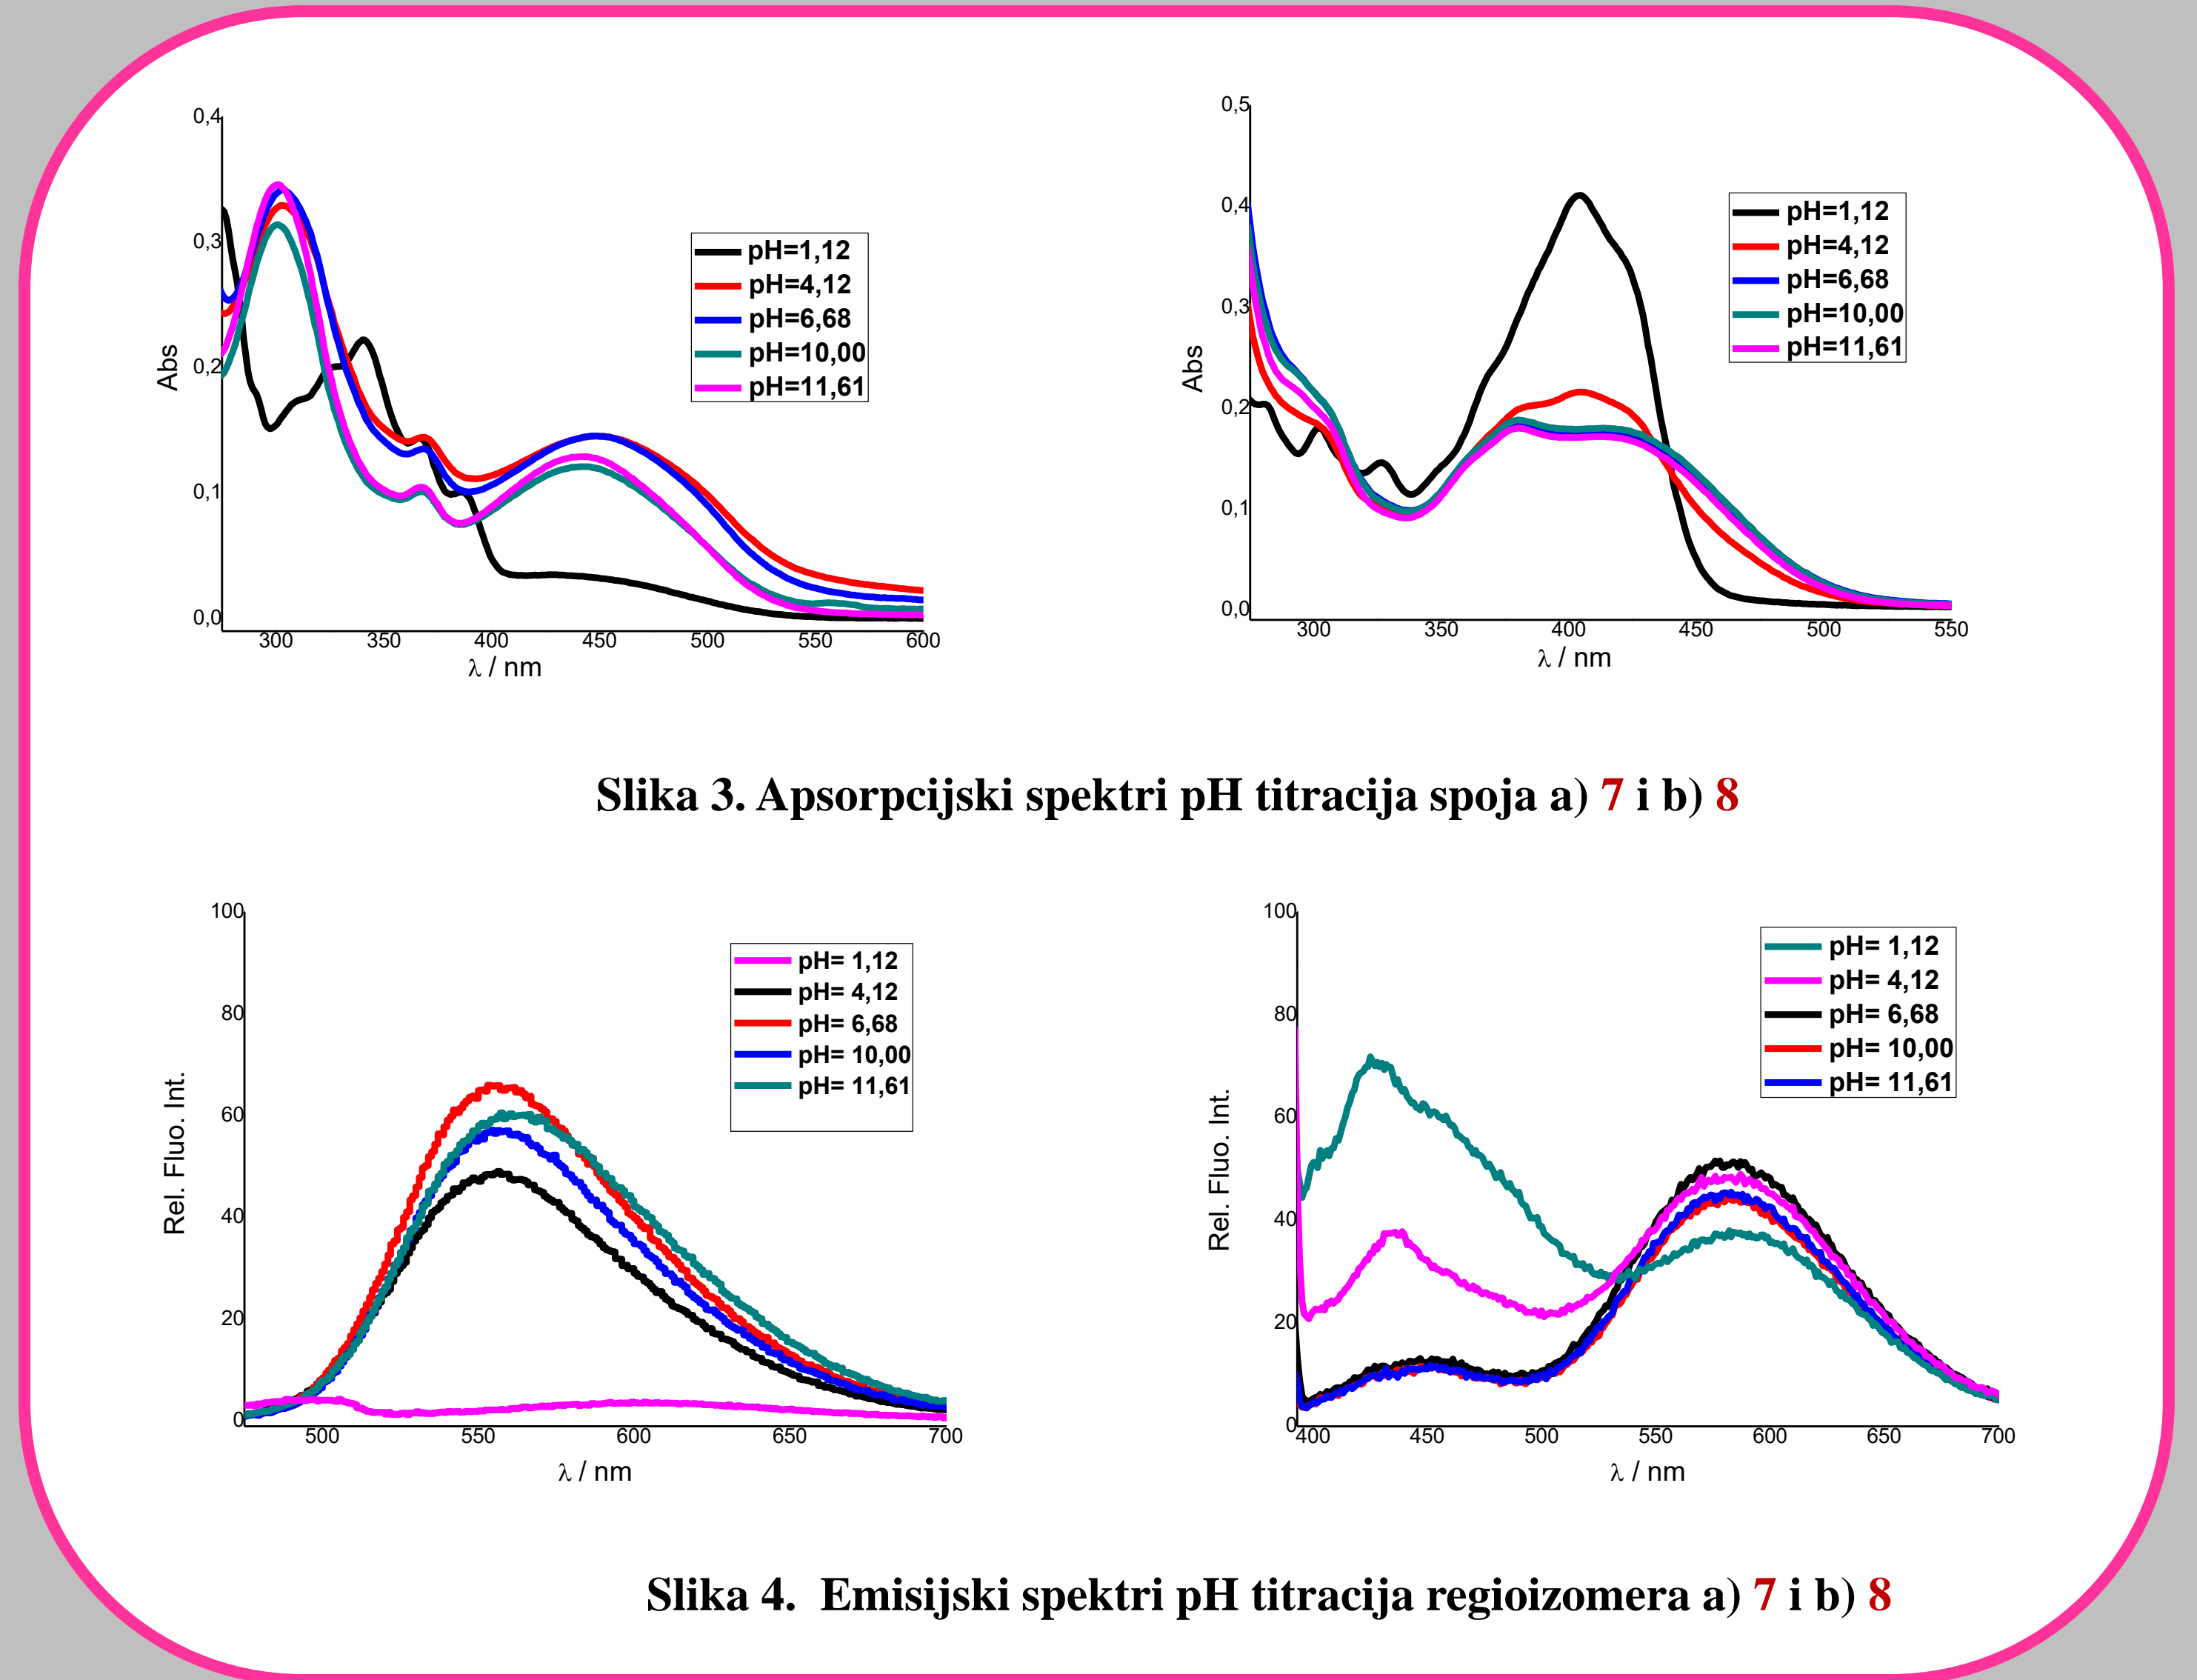 0,4
0,3
0,2
0,1
0,0
Abs
300 350 400 450 500 550 600
λ / nm
pH=1,12
pH=4,12
pH=6,68
pH=10,00
pH=11,61
0,5
0,4
0,3
0,2
0,1
0,0
Abs
300 350 400 450 500 550
λ / nm
pH=1,12
pH=4,12
pH=6,68
pH=10,00
pH=11,61
Slika 3. Apsorpcijski spektri pH titracija spoja a) 7 i b) 8
100
80
60
40
20
0
Rel. Fluo. Int.
500 550 600 650 700
λ / nm
pH= 1,12
pH= 4,12
pH= 6,68
pH= 10,00
pH= 11,61
100
80
60
40
20
0
Rel. Fluo. Int.
400 450 500 550 600 650 700
λ / nm
pH= 1,12
pH= 4,12
pH= 6,68
pH= 10,00
pH= 11,61
Slika 4. Emisijski spektri pH titracija regioizomera a) 7 i b) 8